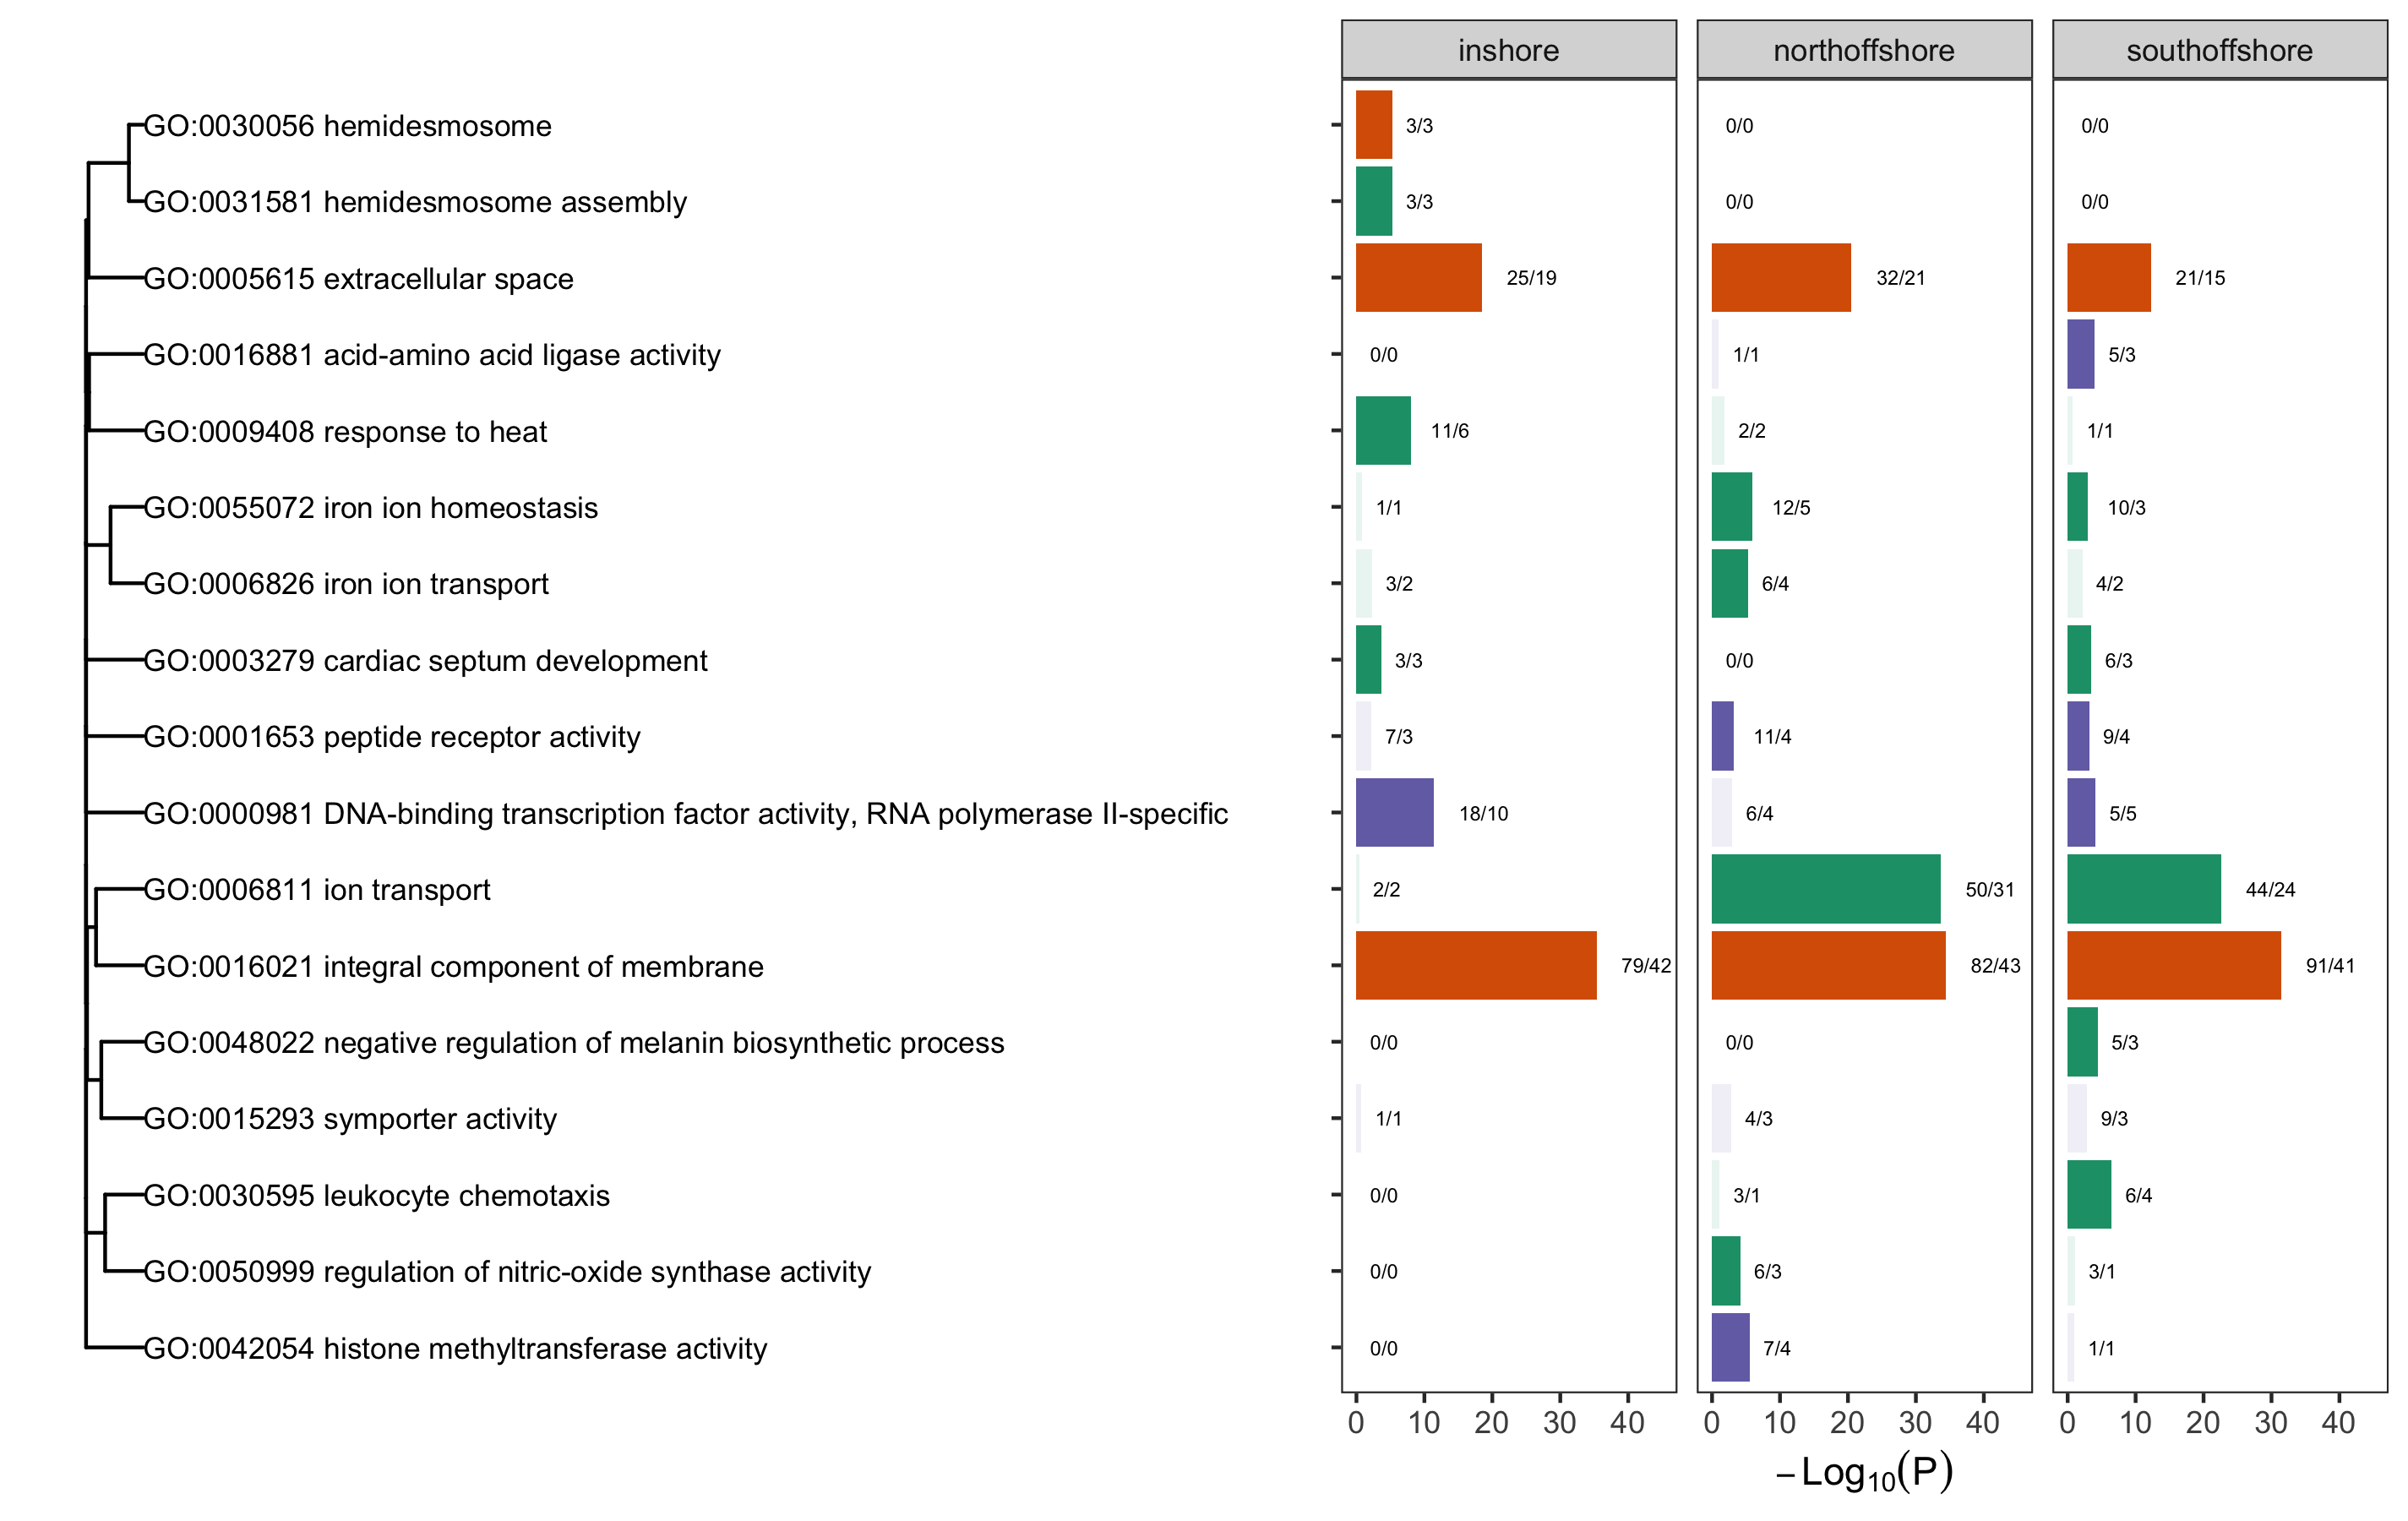 inshore northoffshore southoffshore
GO:0030056 hemidesmosome 3/3 0/0 0/0
GO:0031581 hemidesmosome assembly 3/3 0/0 0/0
GO:0005615 extracellular space 25/19 32/21 21/15
GO:0016881 acid-amino acid ligase activity 0/0 1/1 5/3
GO:0009408 response to heat 11/6 2/2 1/1
GO:0055072 iron ion homeostasis 1/1 12/5 10/3
GO:0006826 iron ion transport 3/2 6/4 4/2
GO:0003279 cardiac septum development 3/3 0/0 6/3
GO:0001653 peptide receptor activity 7/3 11/4 9/4
GO:0000981 DNA-binding transcription factor activity, RNA polymerase II-specific 18/10 6/4 5/5
GO:0006811 ion transport 2/2 50/31 44/24
GO:0016021 integral component of membrane 79/42 82/43 91/41
GO:0048022 negative regulation of melanin biosynthetic process 0/0 0/0 5/3
GO:0015293 symporter activity 1/1 4/3 9/3
GO:0030595 leukocyte chemotaxis 0/0 3/1 6/4
GO:0050999 regulation of nitric-oxide synthase activity 0/0 6/3 3/1
GO:0042054 histone methyltransferase activity 0/0 7/4 1/1
0 10 20 30 40 0 10 20 30 40 0 10 20 30 40
−Log₁₀(P)